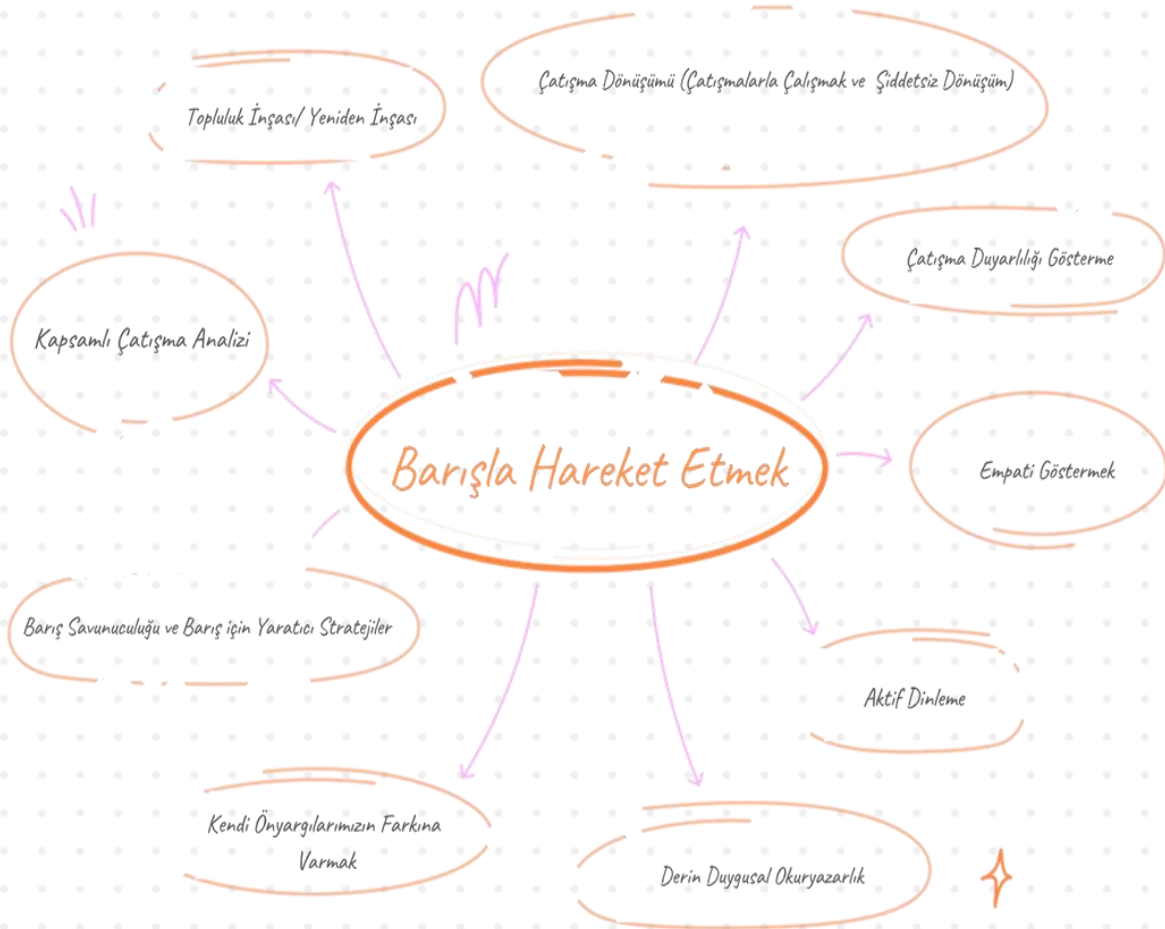 Çatışma Dönüşümü (Çatışmalarla Çalışmak ve Şiddetsiz Dönüşüm)
Topluluk İnşası/ Yeniden İnşası
Çatışma Duyarlılığı Gösterme
Kapsamlı Çatışma Analizi
Barışla Hareket Etmek
Empati Göstermek
Barış Savunuculuğu ve Barış için Yaratıcı Stratejiler
Aktif Dinleme
Kendi Önyargılarımızın Farkına
Varmak
Derin Duygusal Okuryazarlık